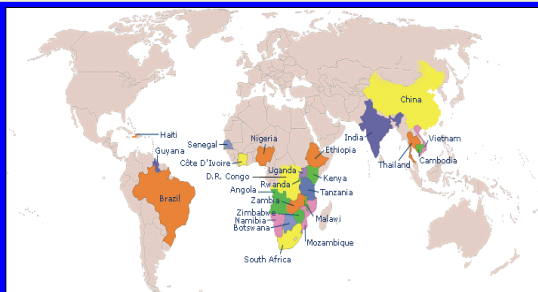 China
Haiti
Guyana
Senegal
Nigeria
India
Vietnam
Côte D'Ivoire
Ethiopia
Thailand
Cambodia
D.R. Congo
Uganda
Kenya
Rwanda
Angola
Tanzania
Brazil
Zambia
Zimbabwe
Malawi
Namibia
Botswana
Mozambique
South Africa